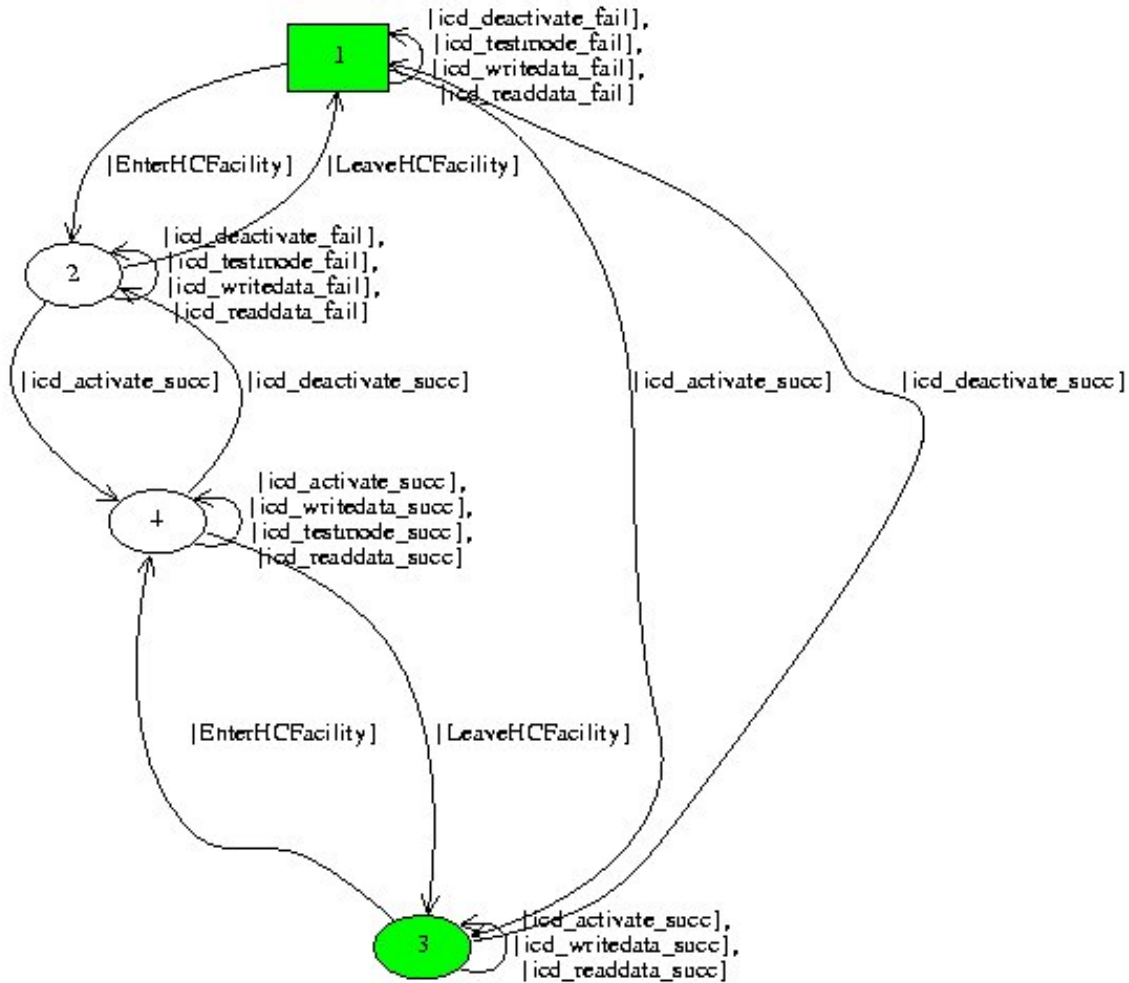 1
[icd_deactivate_fail],
[icd_testmode_fail],
[icd_writedata_fail],
[icd_readdata_fail]
[EnterHCFacility]
[LeaveHCFacility]
2
[icd_deactivate_fail],
[icd_testmode_fail],
[icd_writedata_fail],
[icd_readdata_fail]
[icd_activate_succ]
[icd_deactivate_succ]
[icd_activate_succ]
[icd_deactivate_succ]
4
[icd_activate_succ],
[icd_writedata_succ],
[icd_testmode_succ],
[icd_readdata_succ]
[EnterHCFacility]
[LeaveHCFacility]
3
[icd_activate_succ],
[icd_writedata_succ],
[icd_readdata_succ]